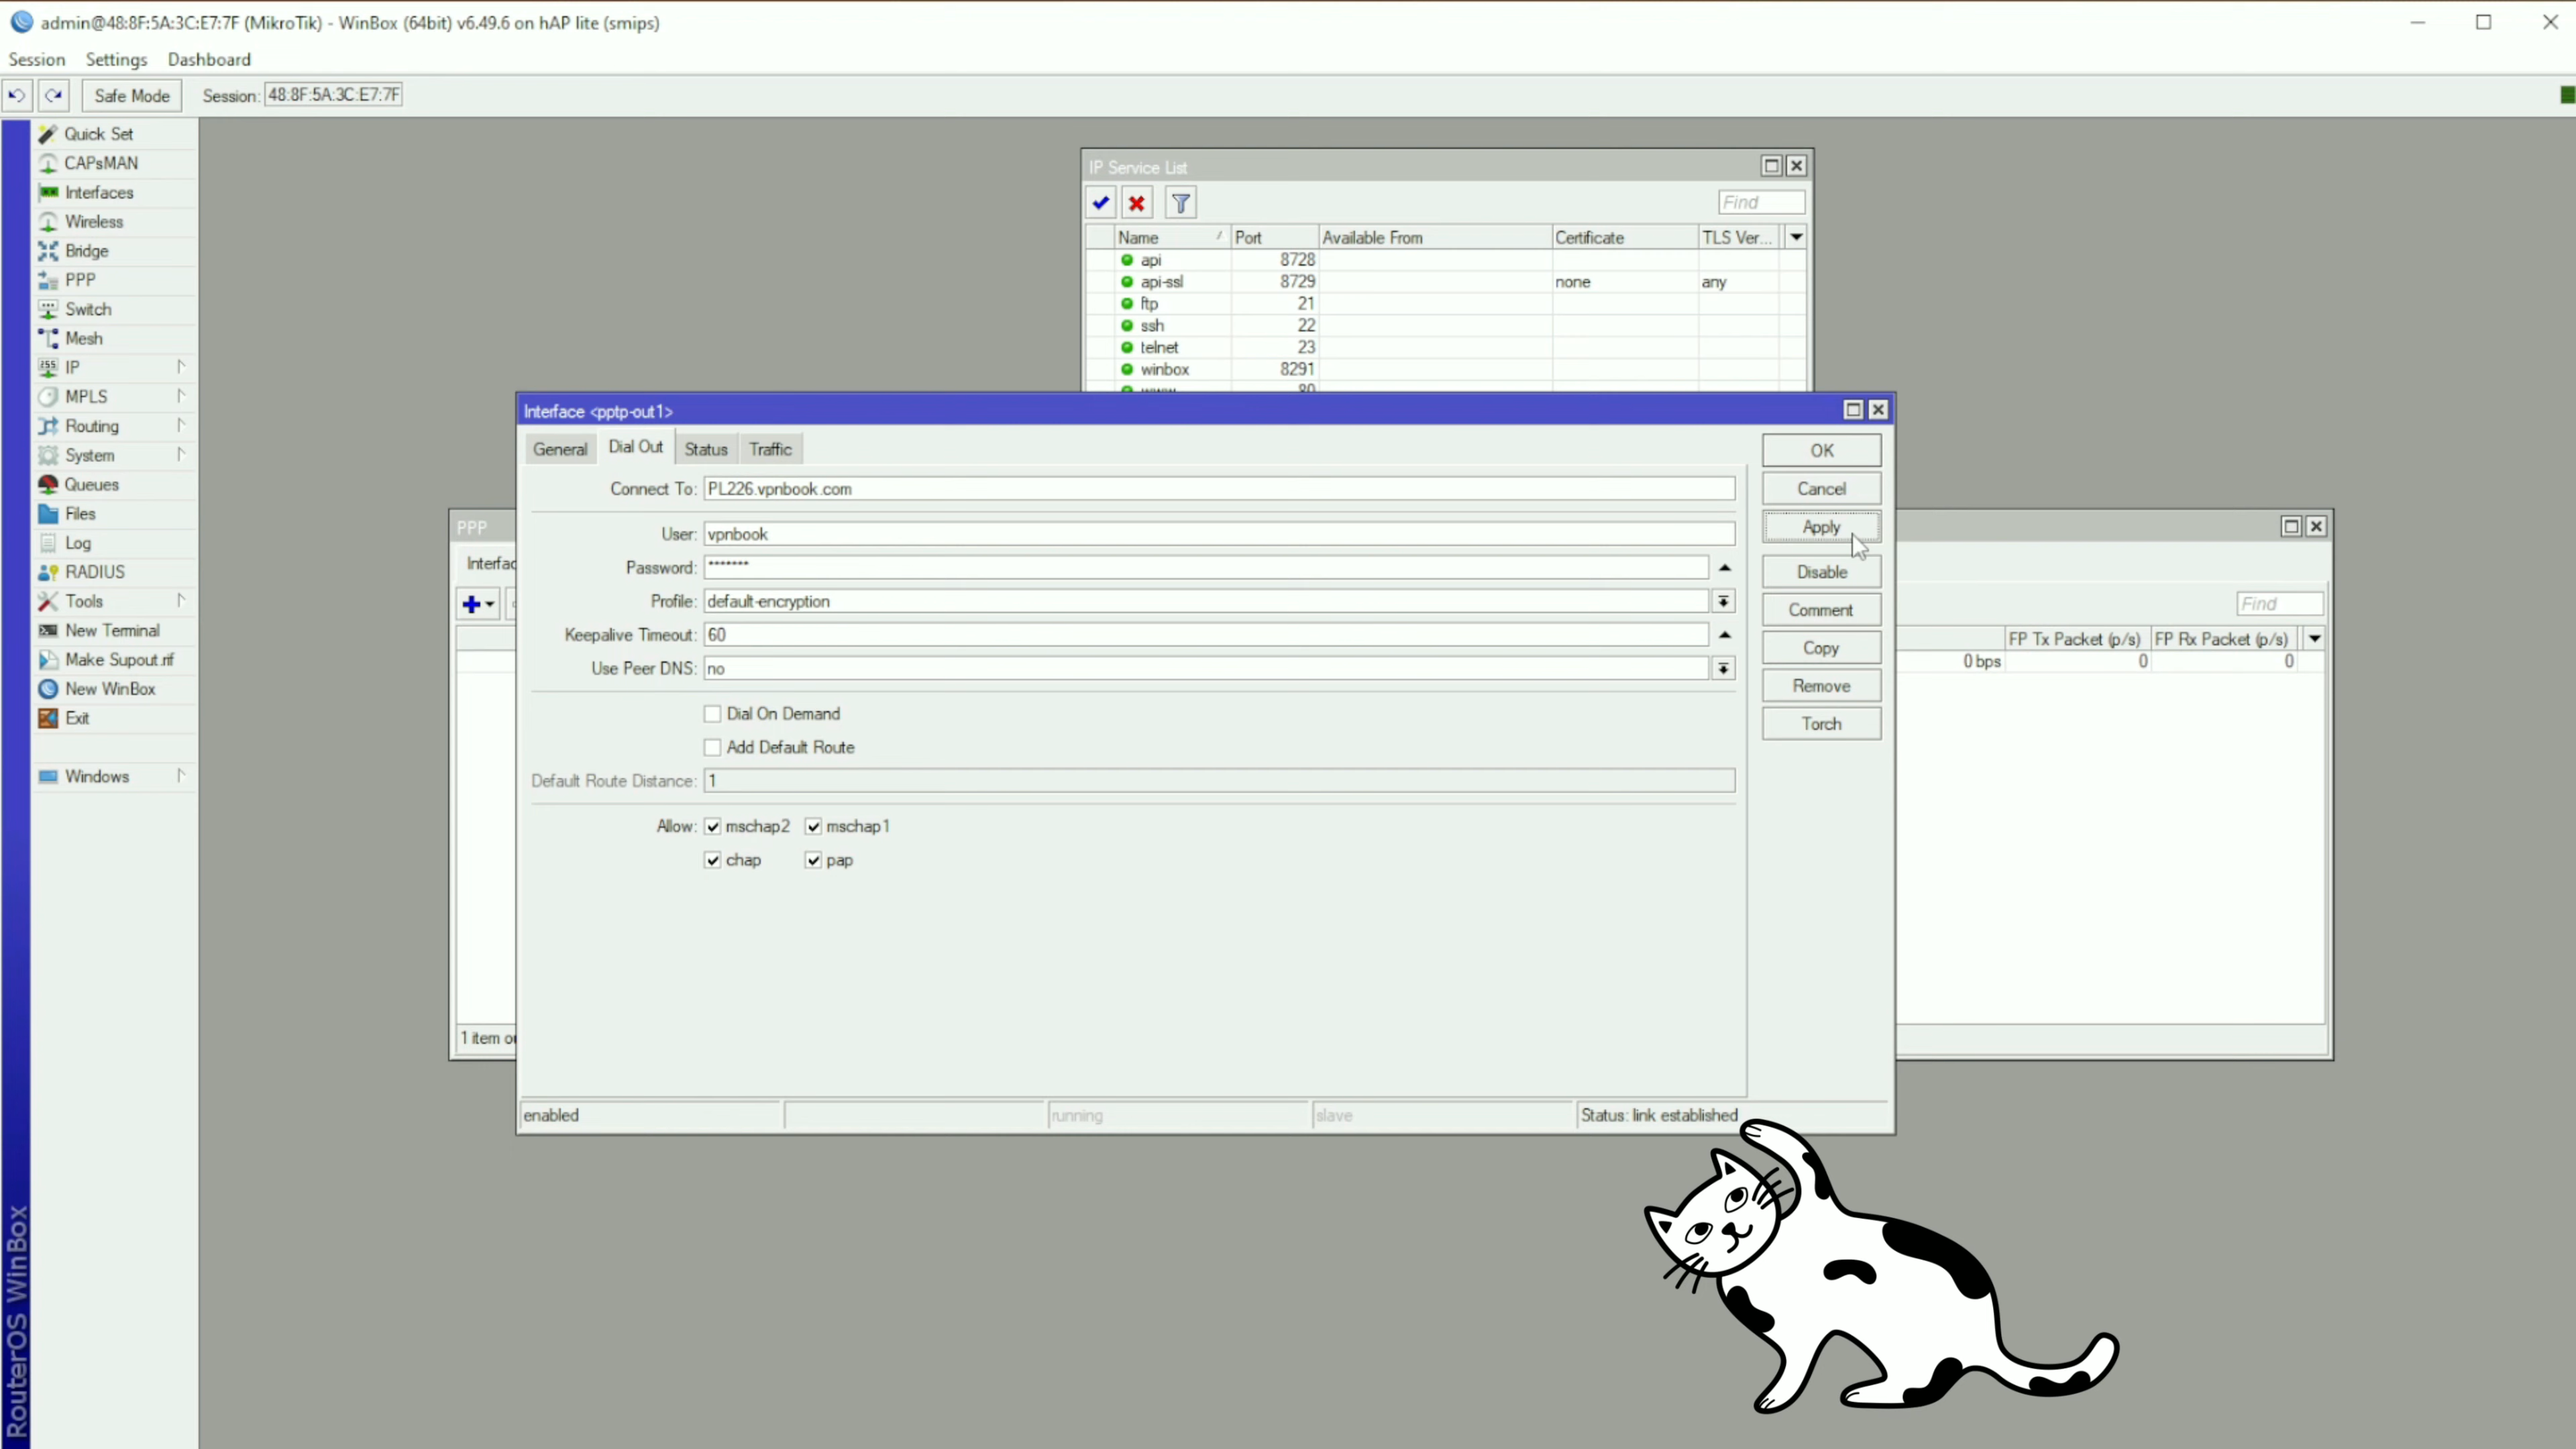 admin@48:8F:5A:3C:E7:7F (MikroTik) - WinBox (64bit) v6.49.6 on hAP lite (smips)
Session Settings Dashboard
Safe Mode Session: 48:8F:5A:3C:E7:7F
Quick Set
CAPsMAN
Interfaces
Wireless
Bridge
PPP
Switch
Mesh
IP
MPLS
Routing
System
Queues
Files
Log
RADIUS
Tools
New Terminal
Make Supout.rif
New WinBox
Exit
Windows
RouterOS WinBox
IP Service List
Find
Name Port Available From Certificate TLS Ver...
api 8728
api-ssl 8729 none any
ftp 21
ssh 22
telnet 23
winbox 8291
www 80
Interface <pptp-out1>
General Dial Out Status Traffic
Connect To: PL226.vpnbook.com
User: vpnbook
Password: *******
Profile: default-encryption
Keepalive Timeout: 60
Use Peer DNS: no
Dial On Demand
Add Default Route
Default Route Distance: 1
Allow: mschap2 mschap1
chap pap
OK
Cancel
Apply
Disable
Comment
Copy
Remove
Torch
enabled running slave Status: link established
PPP
Interfac
Find
FP Tx Packet (p/s) FP Rx Packet (p/s)
0 bps 0 0
1 item